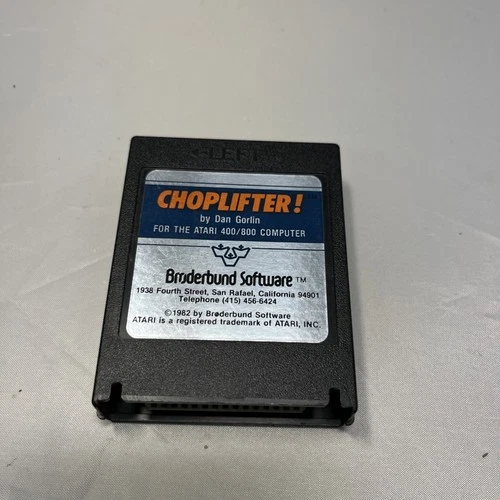 <LEFT
CHOPLIFTER!
by Dan Gorlin
FOR THE ATARI 400/800 COMPUTER
Brøderbund Software™
1938 Fourth Street, San Rafael, California 94901
Telephone (415) 456-6424
©1982 by Brøderbund Software
ATARI is a registered trademark of ATARI, INC.